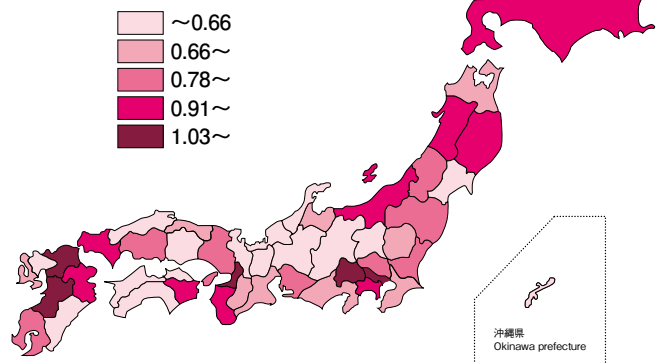 ～0.66
0.66～
0.78～
0.91～
1.03～
沖縄県
Okinawa prefecture